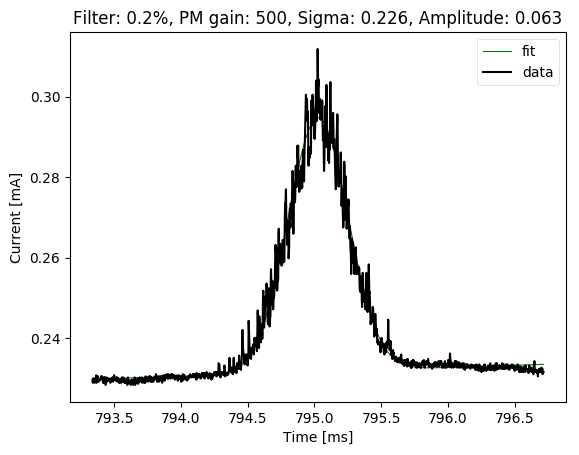 Filter: 0.2%, PM gain: 500, Sigma: 0.226, Amplitude: 0.063
fit
data
0.30
0.28
0.26
0.24
Current [mA]
793.5 794.0 794.5 795.0 795.5 796.0 796.5
Time [ms]